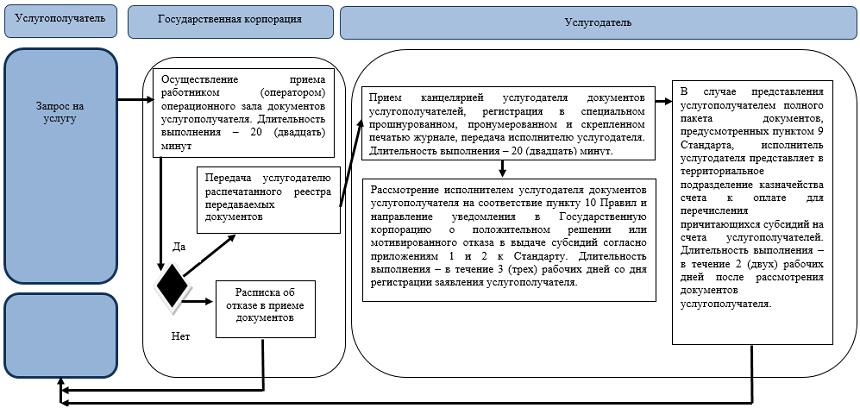 Услугополучатель
Государственная корпорация
Услугодатель
Запрос на
услугу
Осуществление приема
работником (оператором)
операционного зала документов
услугополучателя. Длительность
выполнения – 20 (двадцать)
минут
Передача услугодателю
распечатанного реестра
передаваемых
документов
Да
Нет
Расписка об
отказе в приеме
документов
Прием канцелярией услугодателя документов
услугополучателей, регистрация в специальном
прошнурованном, пронумерованном и скрепленном
печатью журнале, передача исполнителю услугодателя.
Длительность выполнения – 20 (двадцать) минут.
Рассмотрение исполнителем услугодателя документов
услугополучателя на соответствие пункту 10 Правил и
направление уведомления в Государственную
корпорацию о положительном решении или
мотивированного отказа в выдаче субсидий согласно
приложениям 1 и 2 к Стандарту. Длительность
выполнения – в течение 3 (трех) рабочих дней со дня
регистрации заявления услугополучателя.
В случае представления
услугополучателем полного
пакета документов,
предусмотренных пунктом 9
Стандарта, исполнитель
услугодателя представляет в
территориальное
подразделение казначейства
счета к оплате для
перечисления
причитающихся субсидий на
счета услугополучателей.
Длительность выполнения –
в течение 2 (двух) рабочих
дней после рассмотрения
документов
услугополучателя.